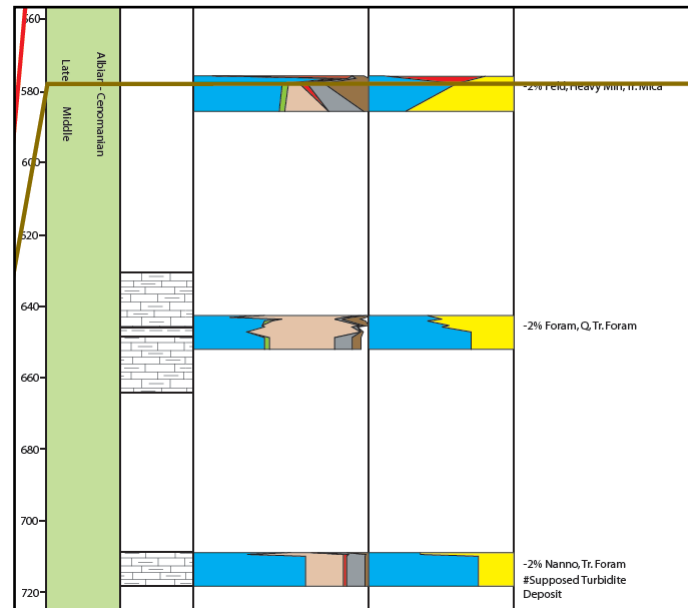 560
580
600
620
640
660
680
700
720
Late
Middle
Albian - Cenomanian
-2% Feld, Heavy Min, Tr. Mica
-2% Foram, Q, Tr. Foram
-2% Nanno, Tr. Foram
#Supposed Turbidite
Deposit